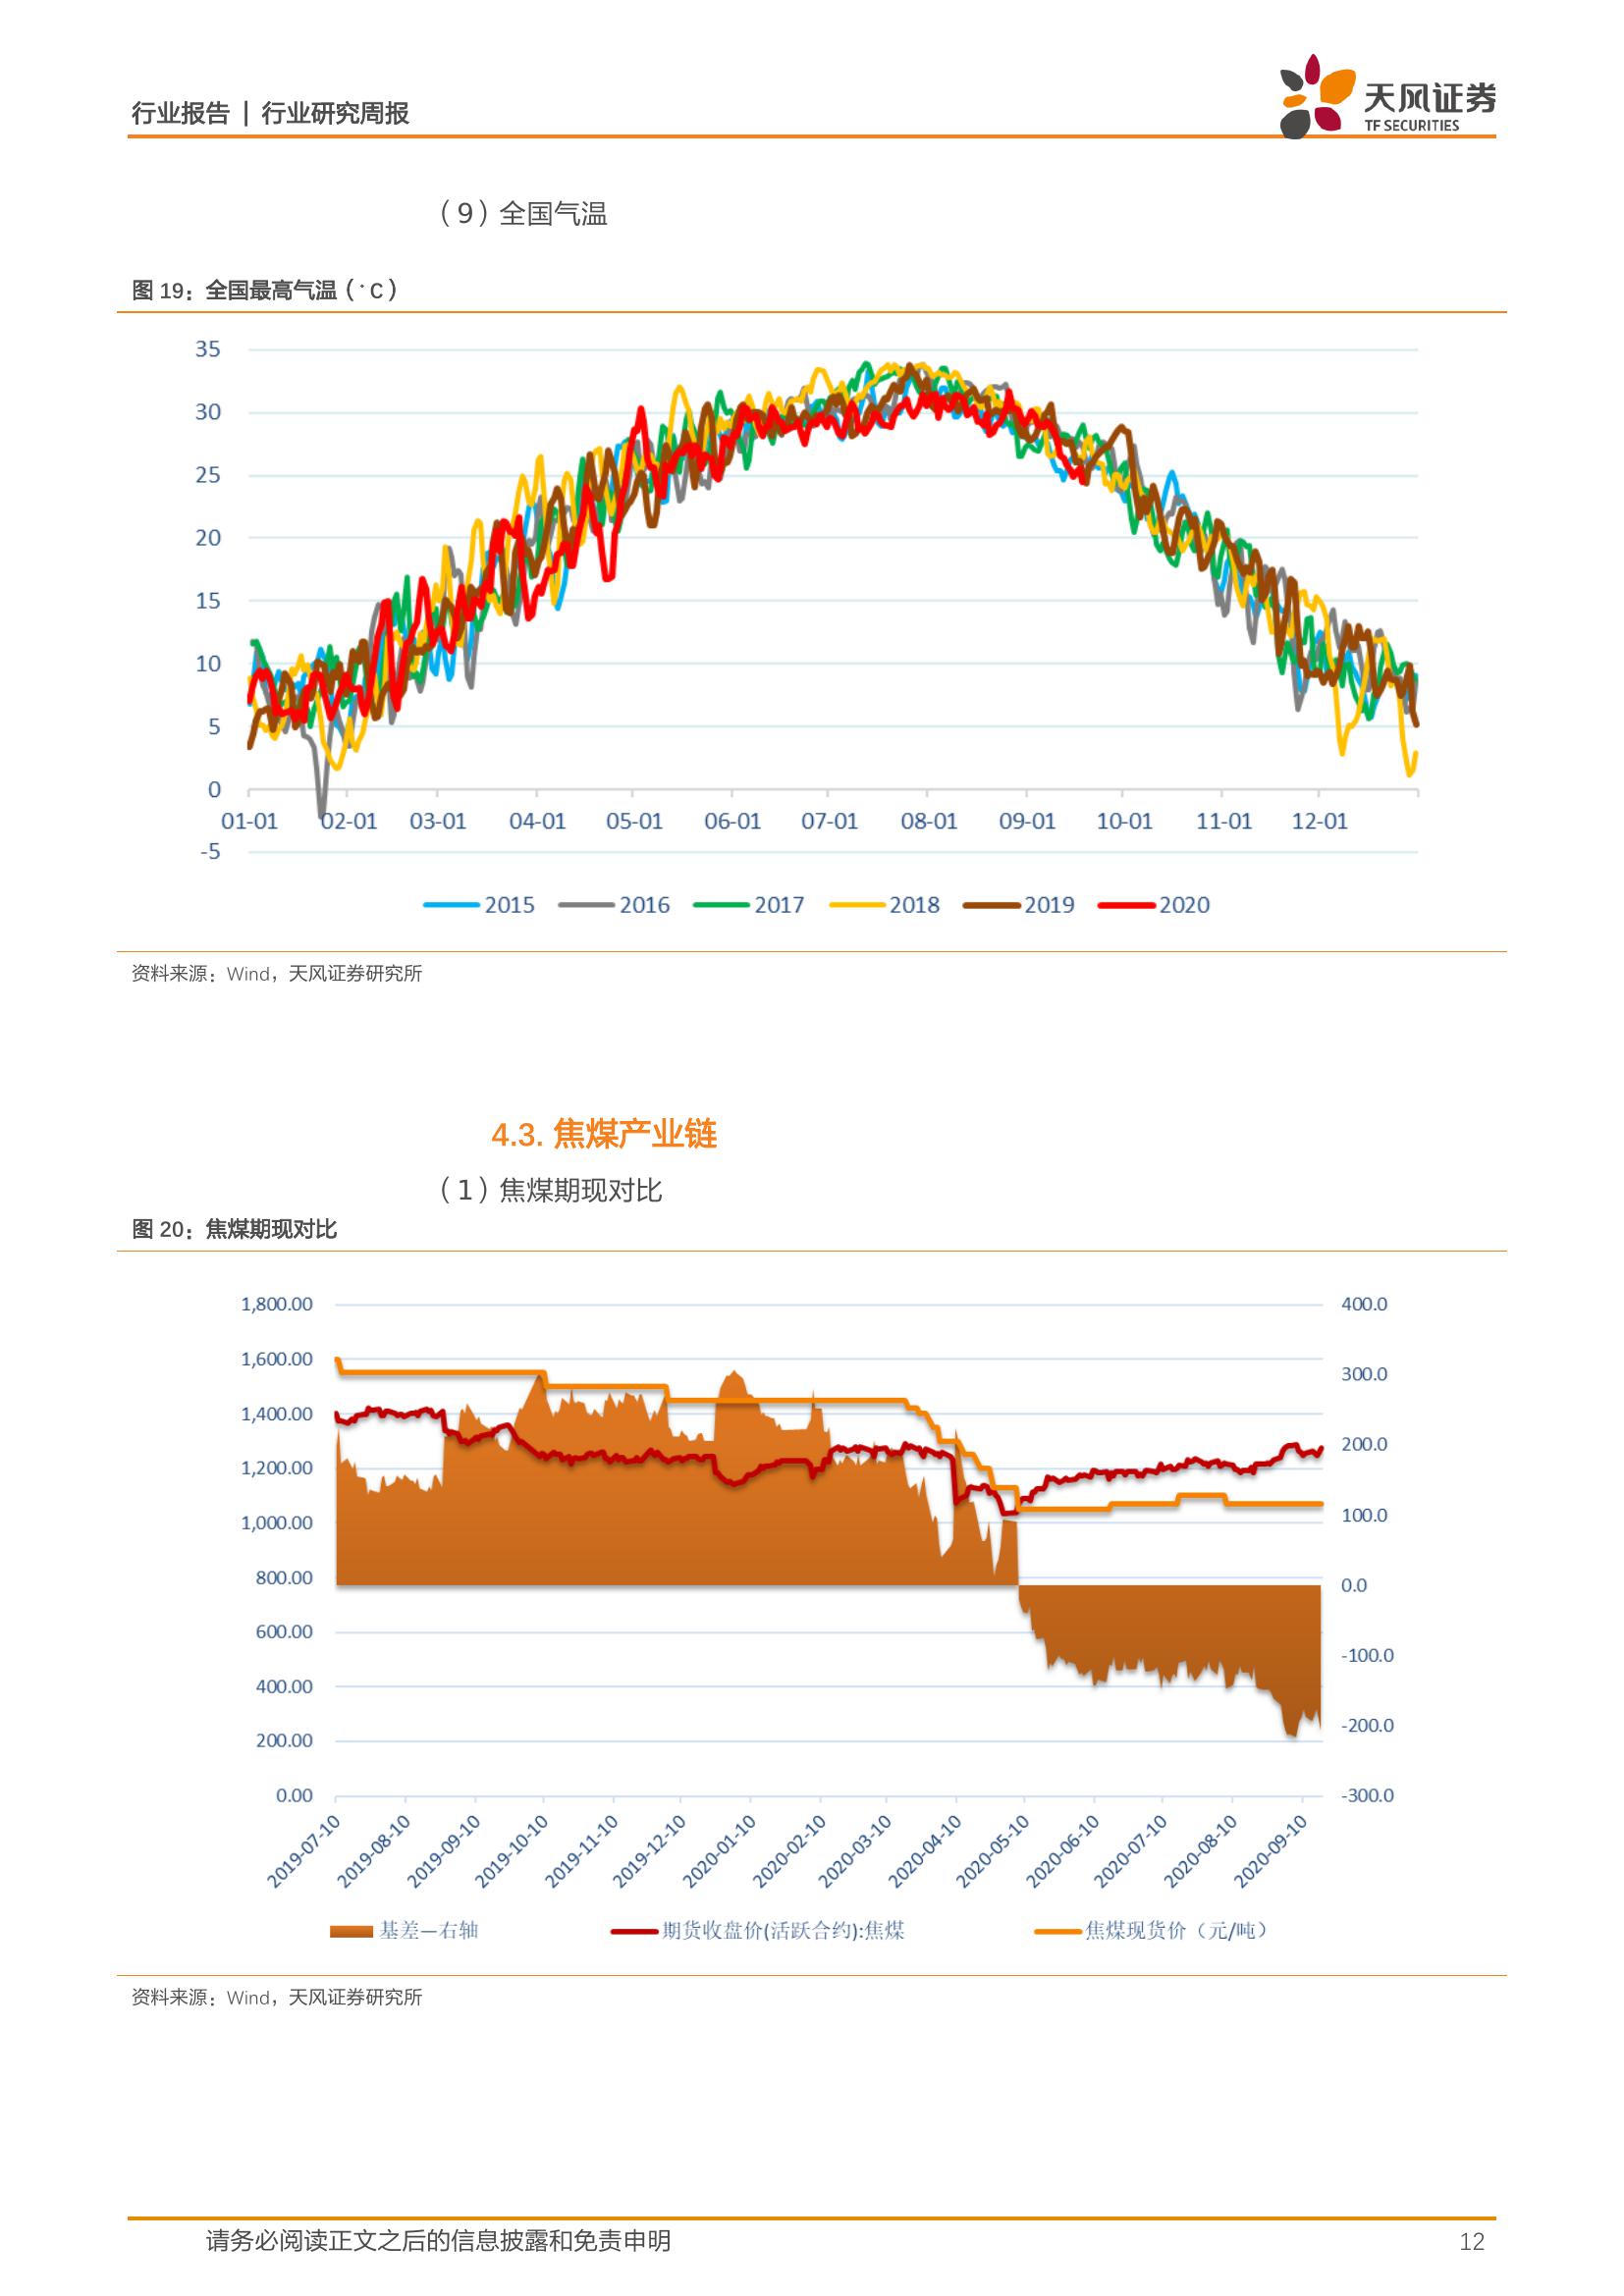 行业报告 | 行业研究周报
天风证券
TF SECURITIES
（9）全国气温
图 19：全国最高气温（˙C）
35
30
25
20
15
10
5
0
01-01 02-01 03-01 04-01 05-01 06-01 07-01 08-01 09-01 10-01 11-01 12-01
-5
2015 2016 2017 2018 2019 2020
资料来源：Wind，天风证券研究所
4.3. 焦煤产业链
（1）焦煤期现对比
图 20：焦煤期现对比
1,800.00 400.0
1,600.00 300.0
1,400.00
200.0
1,200.00
1,000.00 100.0
800.00 0.0
600.00
-100.0
400.00
-200.0
200.00
0.00 -300.0
2019-07-10 2019-08-10 2019-09-10 2019-10-10 2019-11-10 2019-12-10 2020-01-10 2020-02-10 2020-03-10 2020-04-10 2020-05-10 2020-06-10 2020-07-10 2020-08-10 2020-09-10
基差—右轴 期货收盘价(活跃合约):焦煤 焦煤现货价（元/吨）
资料来源：Wind，天风证券研究所
请务必阅读正文之后的信息披露和免责申明 12